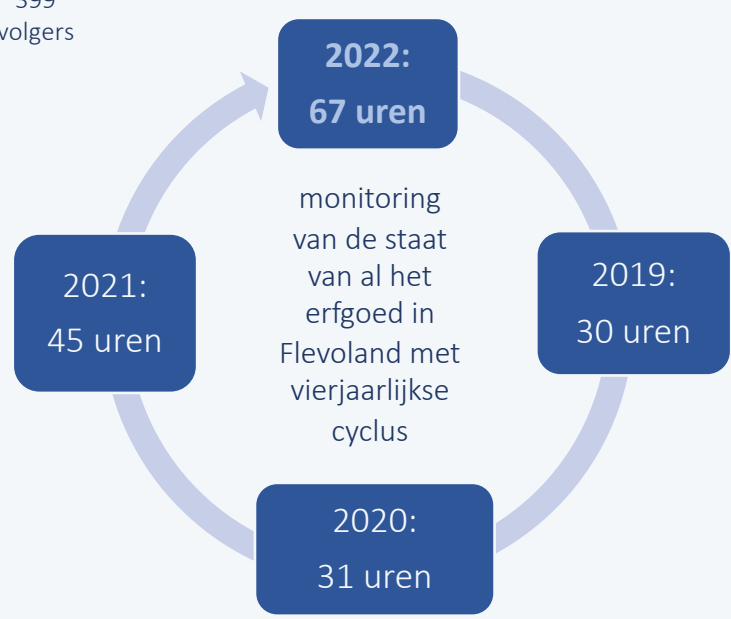 399
volgers
2022:
67 uren
monitoring
van de staat
van al het
erfgoed in
Flevoland met
vierjaarlijkse
cyclus
2019:
30 uren
2021:
45 uren
2020:
31 uren